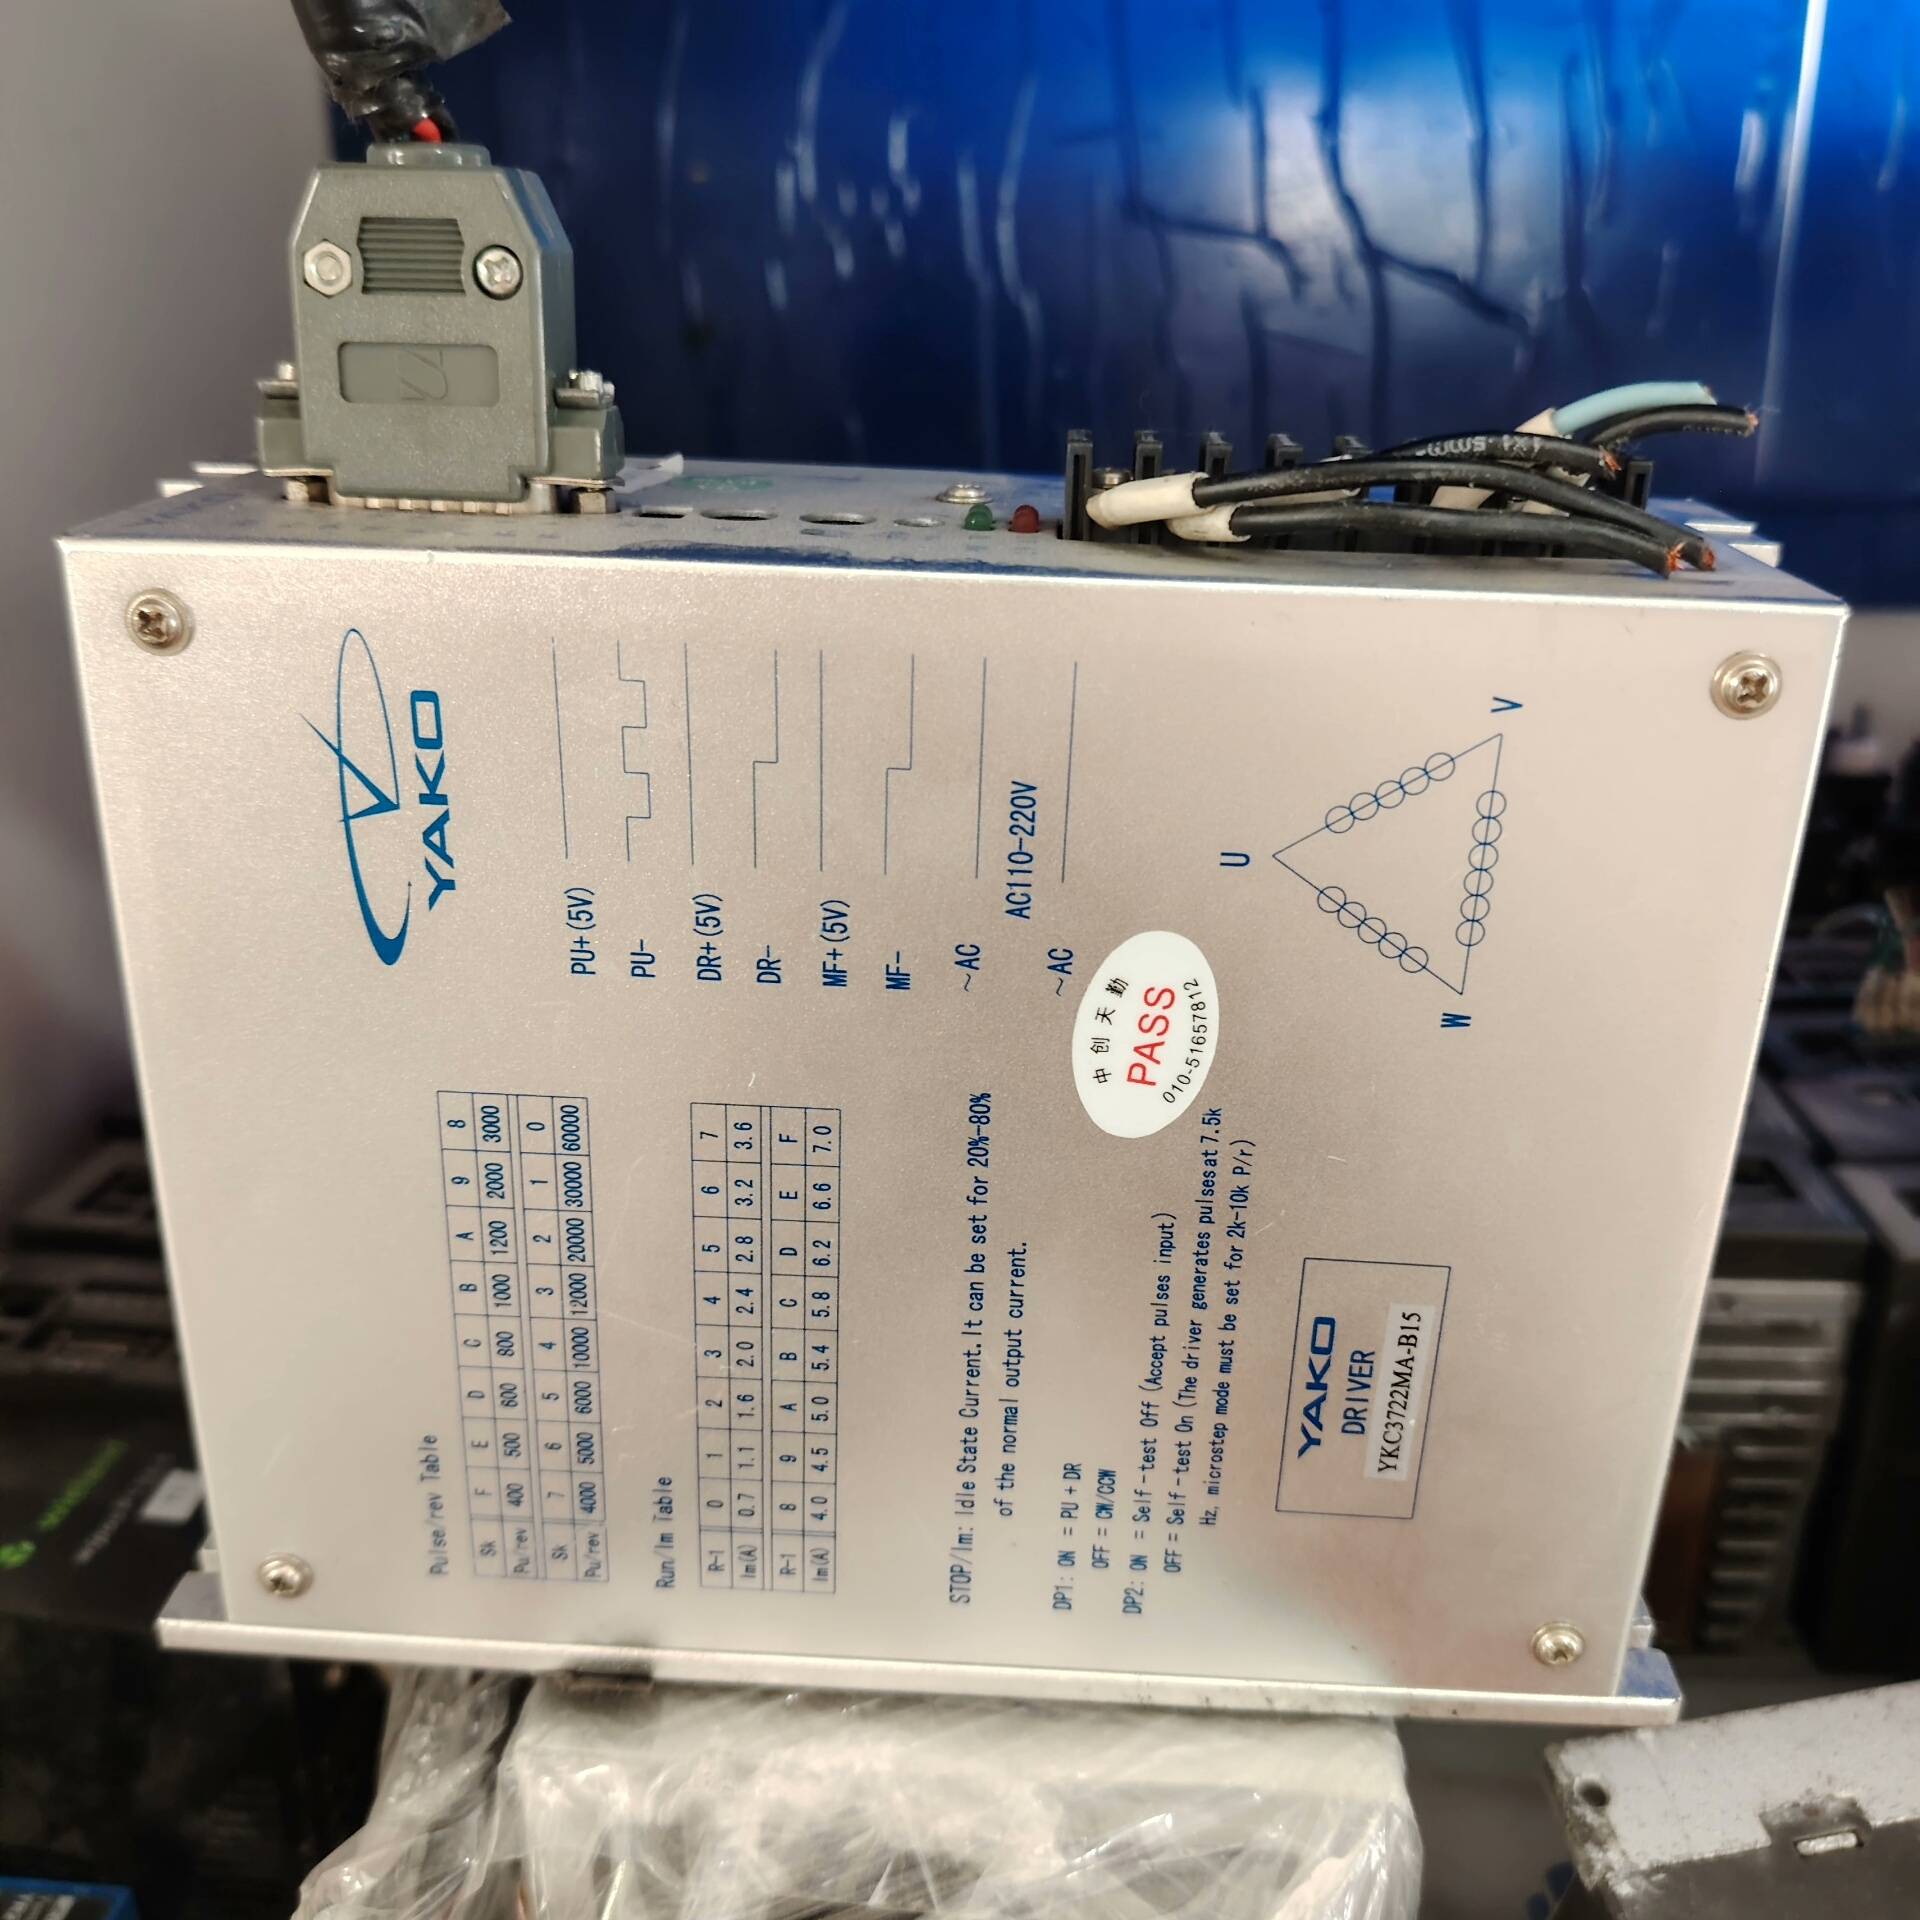 YAKO
PU+(5V)
PU-
DR+(5V)
DR-
MF+(5V)
MF-
~AC
AC110-220V
~AC
U
V
W
中创天勤
PASS
010-51657812
Pulse/rev Table
Sk F E D C B A 9 8
Pu/rev 400 500 600 800 1000 1200 2000 3000
Sk 7 6 5 4 3 2 1 0
Pu/rev 4000 5000 6000 10000 12000 20000 30000 60000
Run/Im Table
R-1 0 1 2 3 4 5 6 7
Im(A) 0.7 1.1 1.6 2.0 2.4 2.8 3.2 3.6
R-1 8 9 A B C D E F
Im(A) 4.0 4.5 5.0 5.4 5.8 6.2 6.6 7.0
STOP/Im: Idle State Current. It can be set for 20%-80%
of the normal output current.
DP1: ON = PU + DR
OFF = CW/CCW
DP2: ON = Self-test Off (Accept pulses input)
OFF = Self-test On (The driver generates pulses at 7.5k
Hz, microstep mode must be set for 2k-10k P/r)
YAKO
DRIVER
YKC3722MA-B15